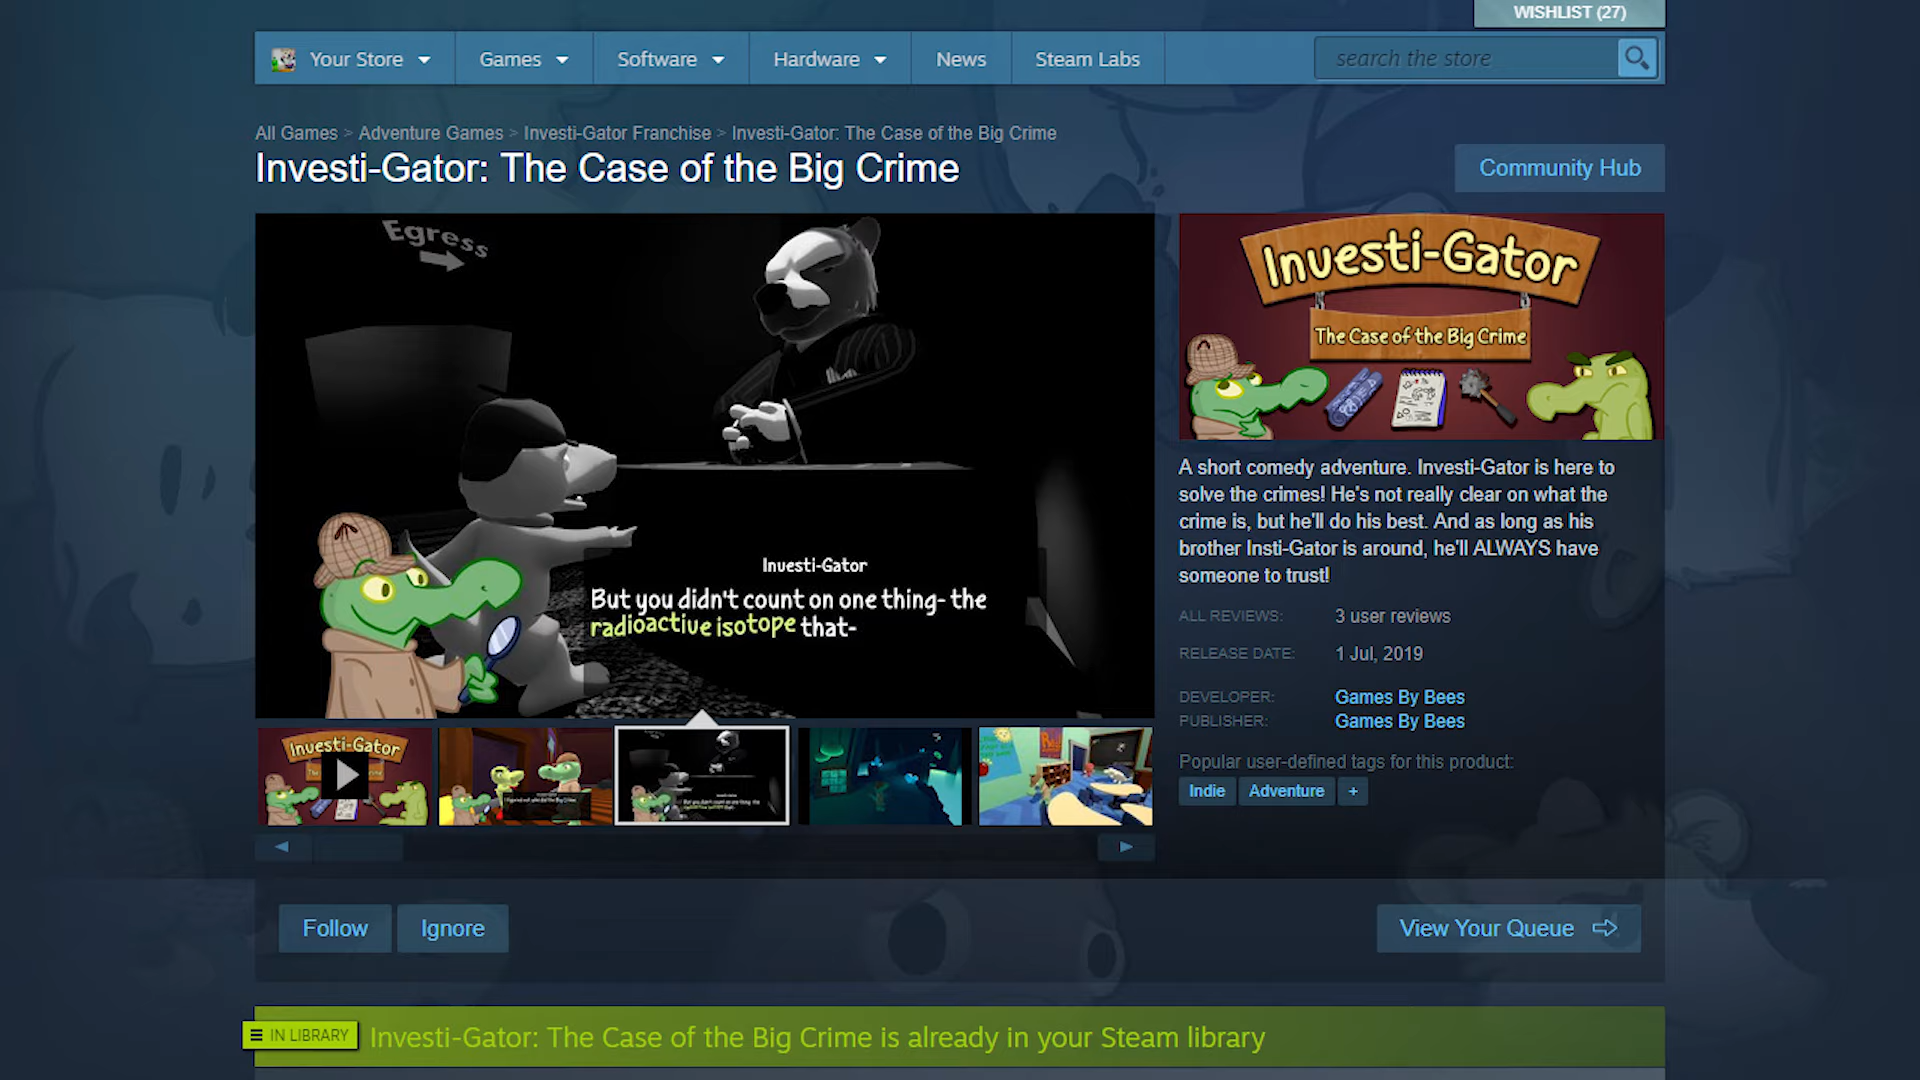 WISHLIST (27)
Your Store
Games
Software
Hardware
News
Steam Labs
search the store
All Games > Adventure Games > Investi-Gator Franchise > Investi-Gator: The Case of the Big Crime
Investi-Gator: The Case of the Big Crime
Community Hub
Egress
Investi-Gator
But you didn't count on one thing- the
radioactive isotope that-
Investi-Gator
The Case of the Big Crime
A short comedy adventure. Investi-Gator is here to
solve the crimes! He's not really clear on what the
crime is, but he'll do his best. And as long as his
brother Insti-Gator is around, he'll ALWAYS have
someone to trust!
ALL REVIEWS: 3 user reviews
RELEASE DATE: 1 Jul, 2019
DEVELOPER: Games By Bees
PUBLISHER: Games By Bees
Popular user-defined tags for this product:
Indie
Adventure
+
Investi-Gator
Follow
Ignore
View Your Queue
IN LIBRARY
Investi-Gator: The Case of the Big Crime is already in your Steam library